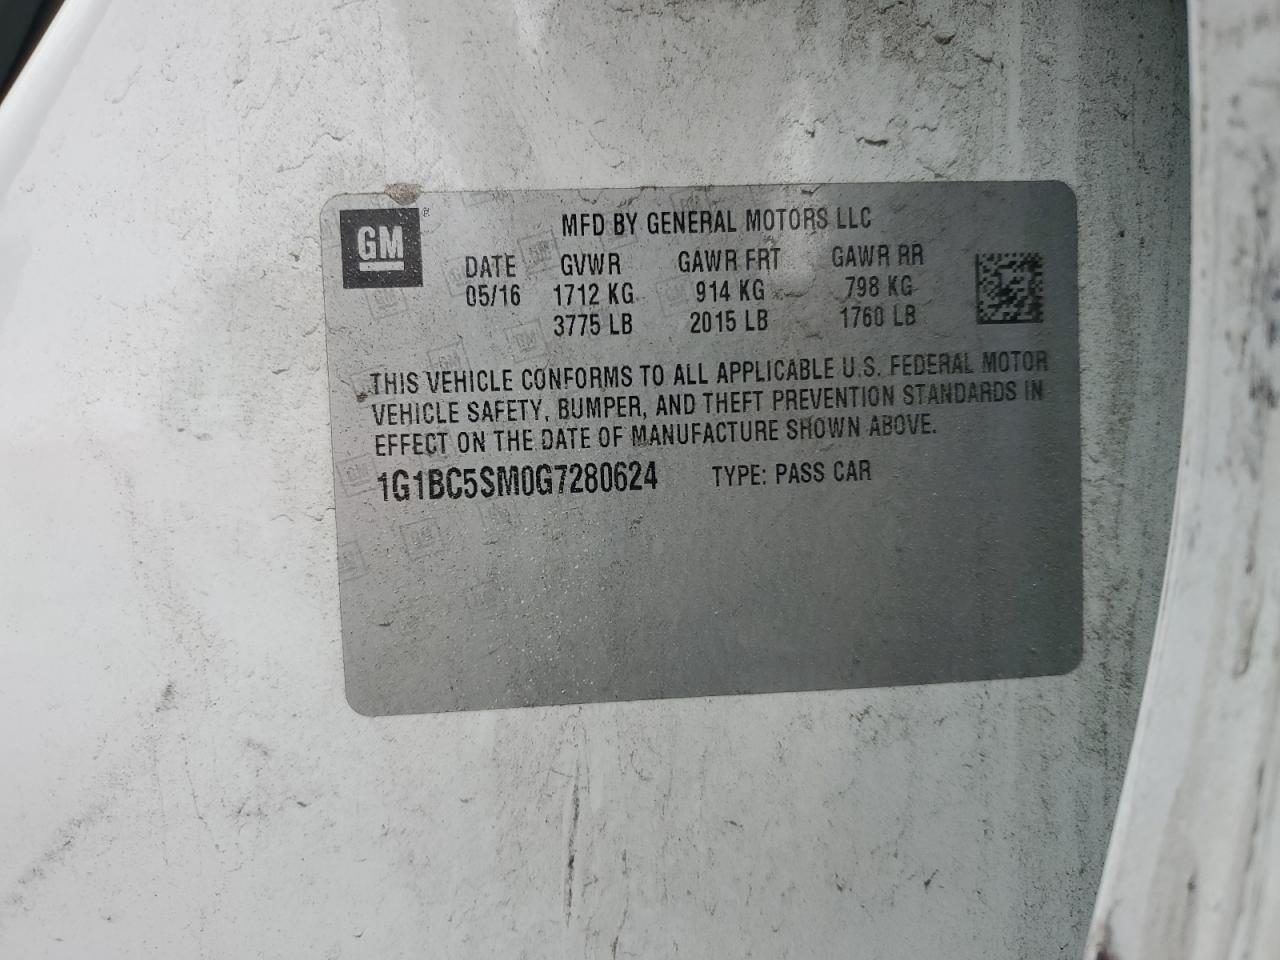 GM ®
MFD BY GENERAL MOTORS LLC
DATE GVWR GAWR FRT GAWR RR
05/16 1712 KG 914 KG 798 KG
3775 LB 2015 LB 1760 LB
THIS VEHICLE CONFORMS TO ALL APPLICABLE U.S. FEDERAL MOTOR
VEHICLE SAFETY, BUMPER, AND THEFT PREVENTION STANDARDS IN
EFFECT ON THE DATE OF MANUFACTURE SHOWN ABOVE.
1G1BC5SM0G7280624 TYPE: PASS CAR